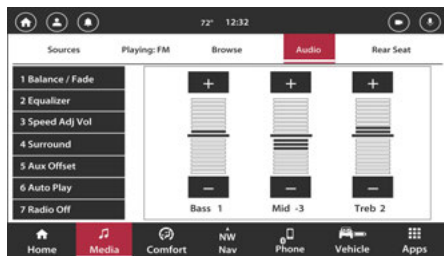 72° 12:32
Sources Playing: FM Browse Audio Rear Seat
1 Balance / Fade
2 Equalizer
3 Speed Adj Vol
4 Surround
5 Aux Offset
6 Auto Play
7 Radio Off
+ + +
− − −
Bass 1 Mid -3 Treb 2
NW
Home Media Comfort Nav Phone Vehicle Apps